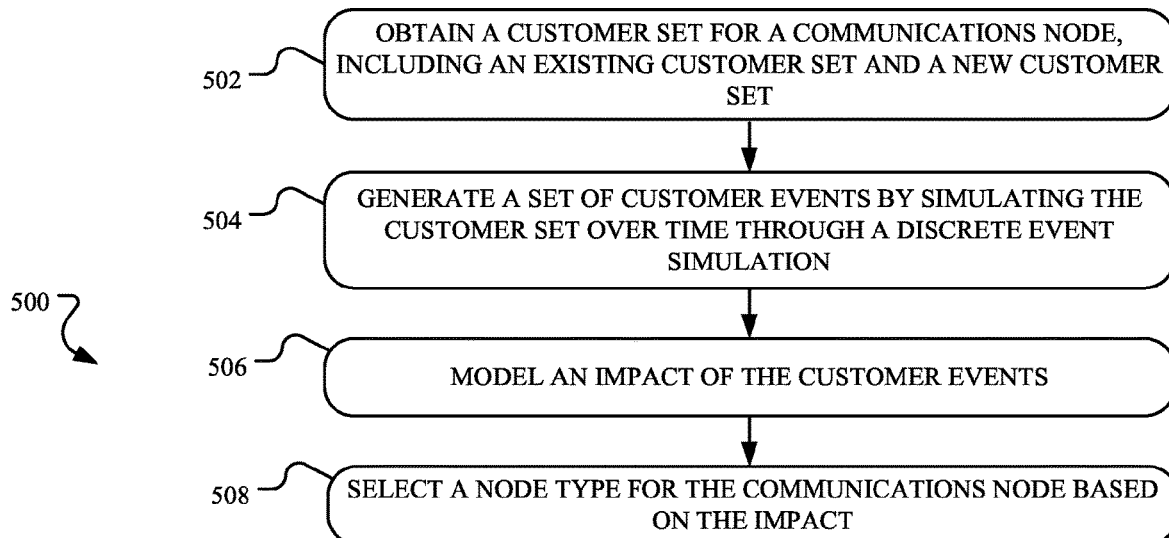 OBTAIN A CUSTOMER SET FOR A COMMUNICATIONS NODE,
INCLUDING AN EXISTING CUSTOMER SET AND A NEW CUSTOMER
SET
502
GENERATE A SET OF CUSTOMER EVENTS BY SIMULATING THE
CUSTOMER SET OVER TIME THROUGH A DISCRETE EVENT
SIMULATION
504
500
MODEL AN IMPACT OF THE CUSTOMER EVENTS
506
SELECT A NODE TYPE FOR THE COMMUNICATIONS NODE BASED
ON THE IMPACT
508